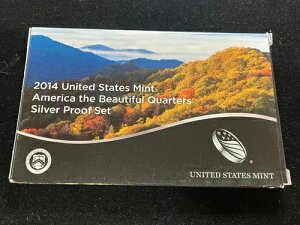 2014 United States Mint
America the Beautiful Quarters
Silver Proof Set
UNITED STATES MINT